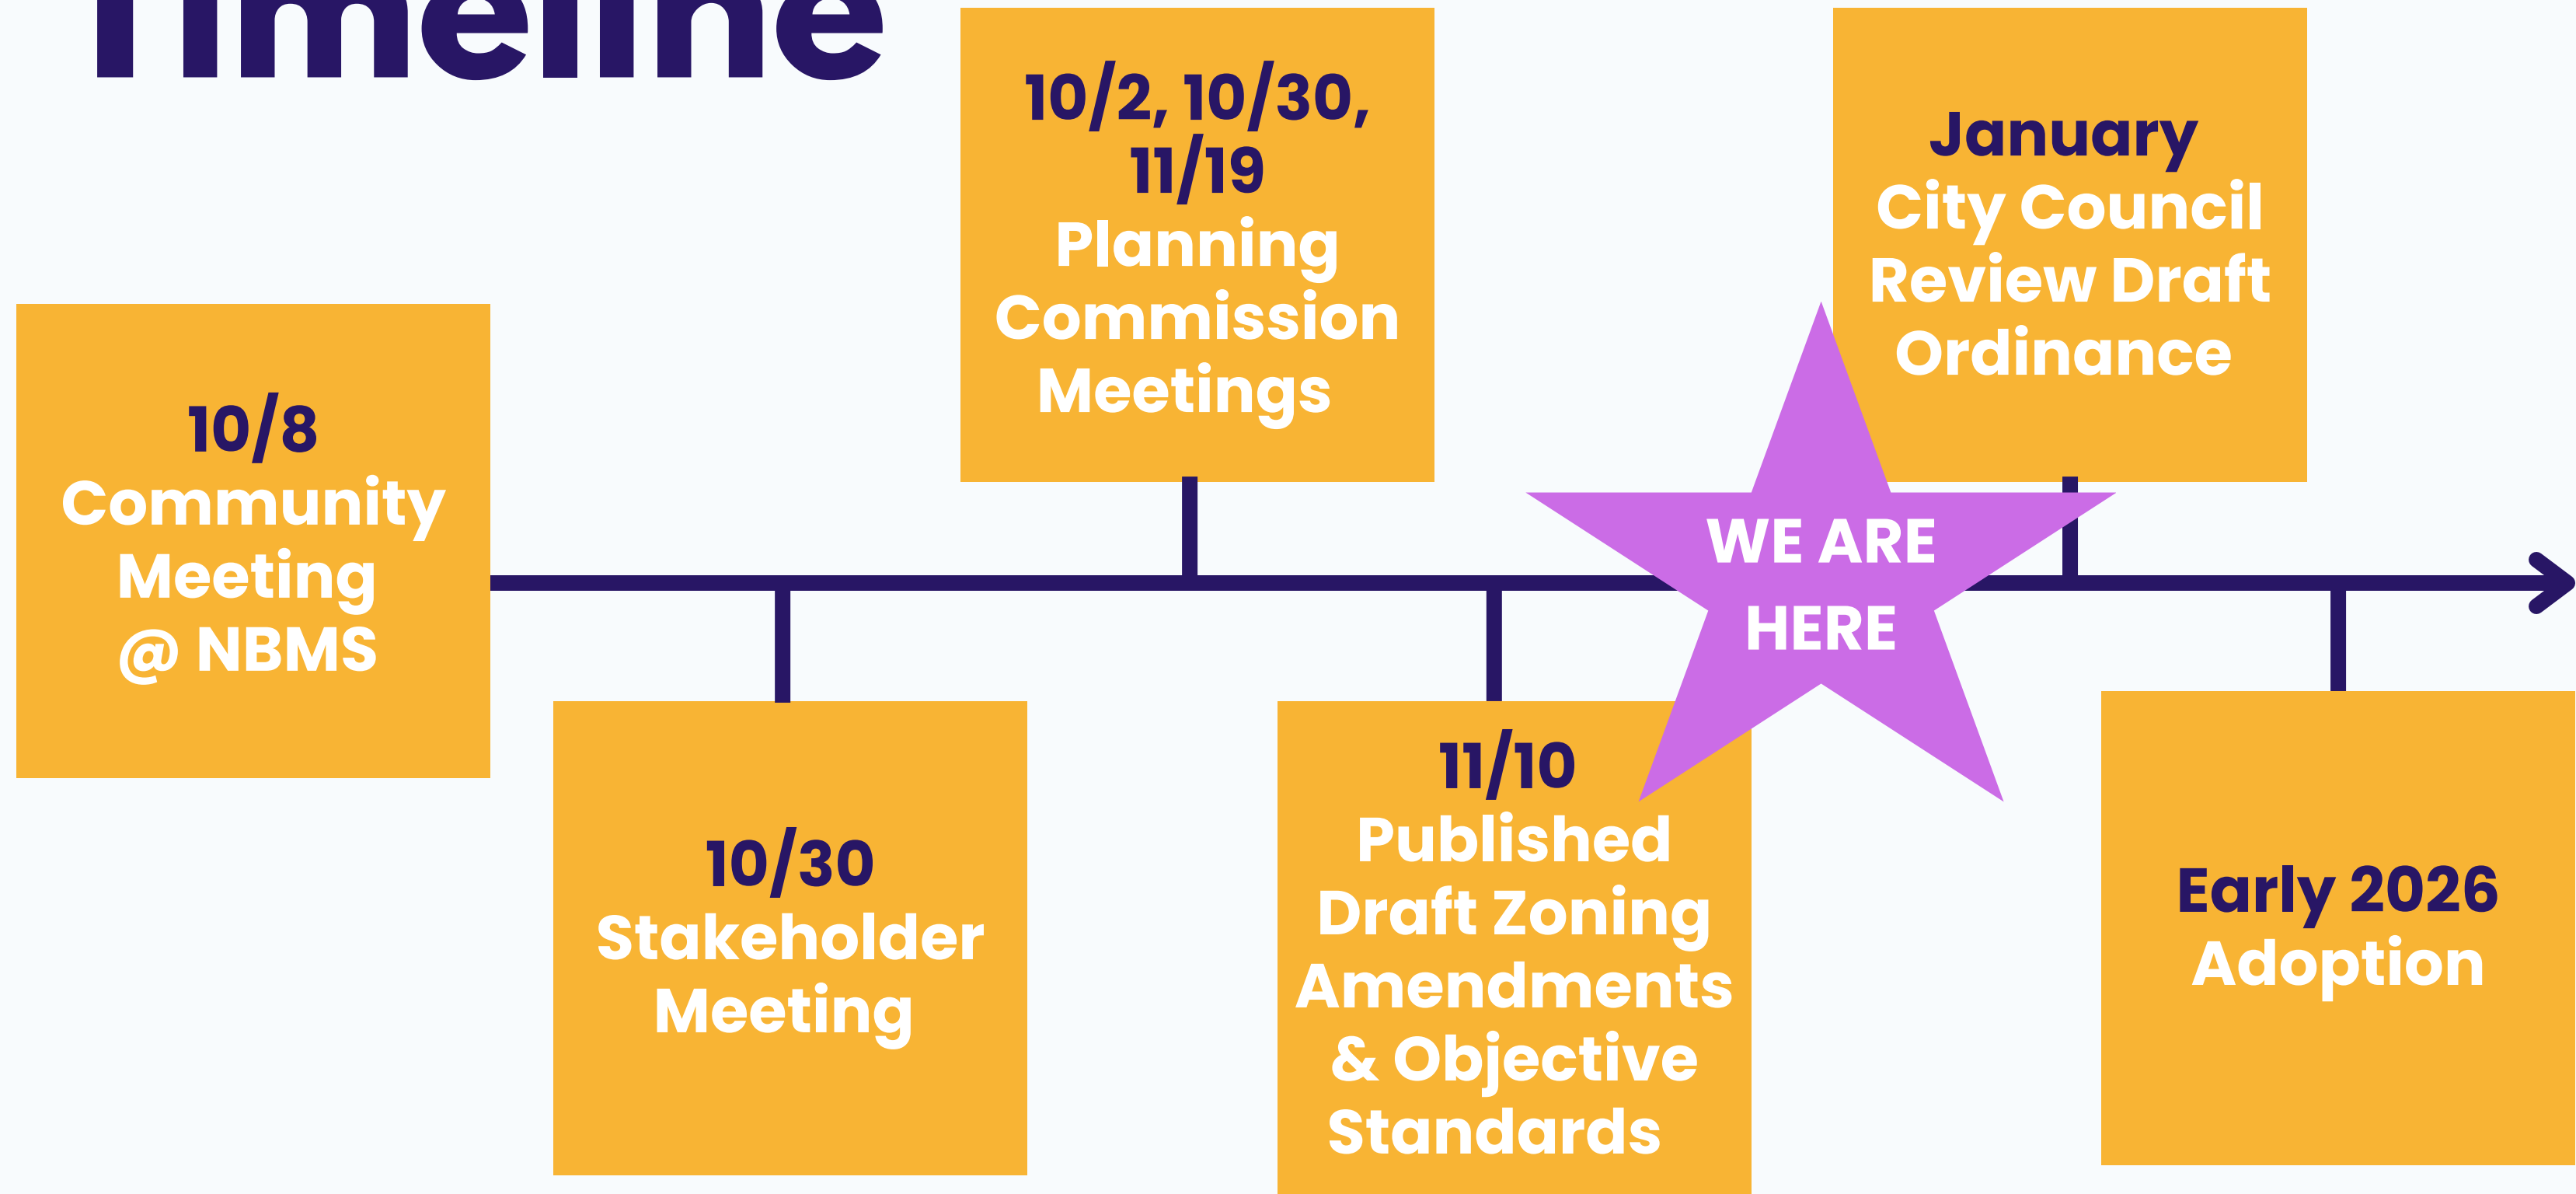 Timeline
10/8
Community
Meeting
@ NBMS
10/30
Stakeholder
Meeting
10/2, 10/30,
11/19
Planning
Commission
Meetings
11/10
Published
Draft Zoning
Amendments
& Objective
Standards
WE ARE
HERE
January
City Council
Review Draft
Ordinance
Early 2026
Adoption